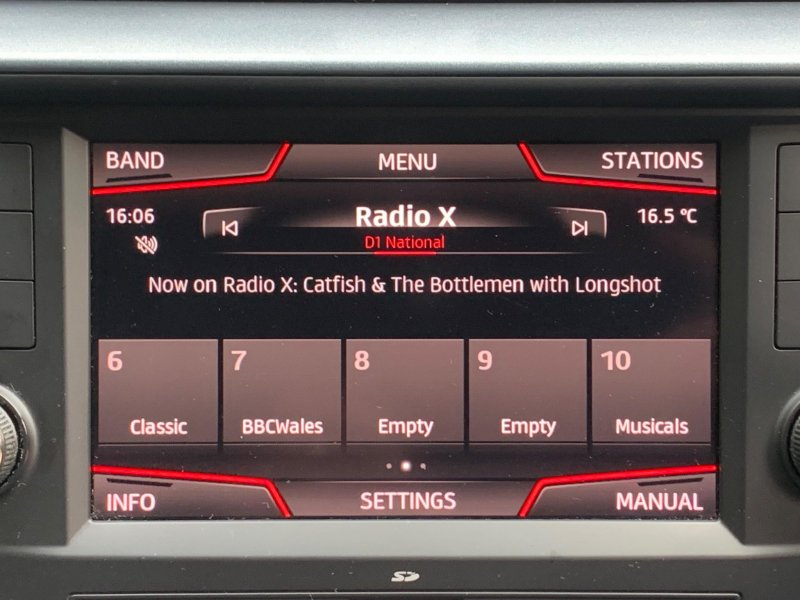 BAND MENU STATIONS
16:06 Radio X 16.5 °C
D1 National
Now on Radio X: Catfish & The Bottlemen with Longshot
6 7 8 9 10
Classic BBCWales Empty Empty Musicals
INFO SETTINGS MANUAL
SD